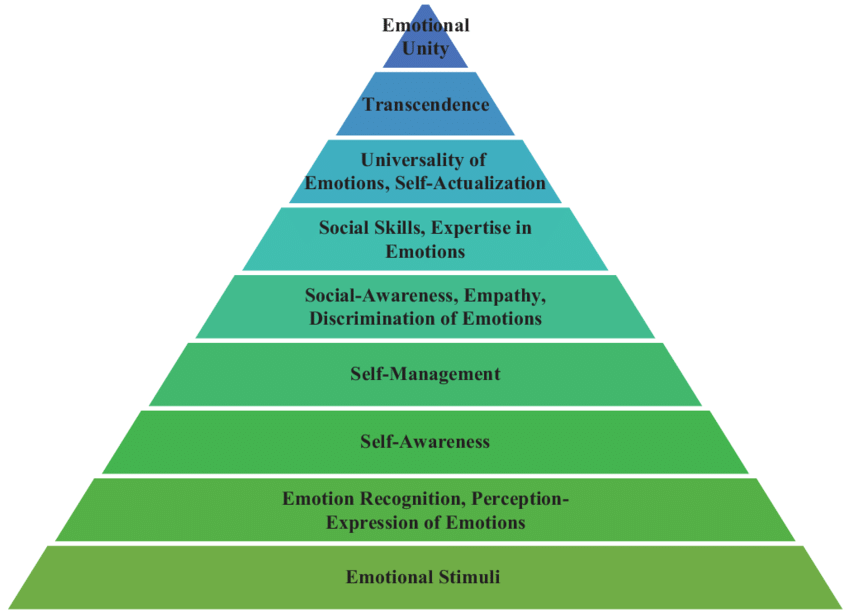 Emotional
Unity
Transcendence
Universality of
Emotions, Self-Actualization
Social Skills, Expertise in
Emotions
Social-Awareness, Empathy,
Discrimination of Emotions
Self-Management
Self-Awareness
Emotion Recognition, Perception-
Expression of Emotions
Emotional Stimuli